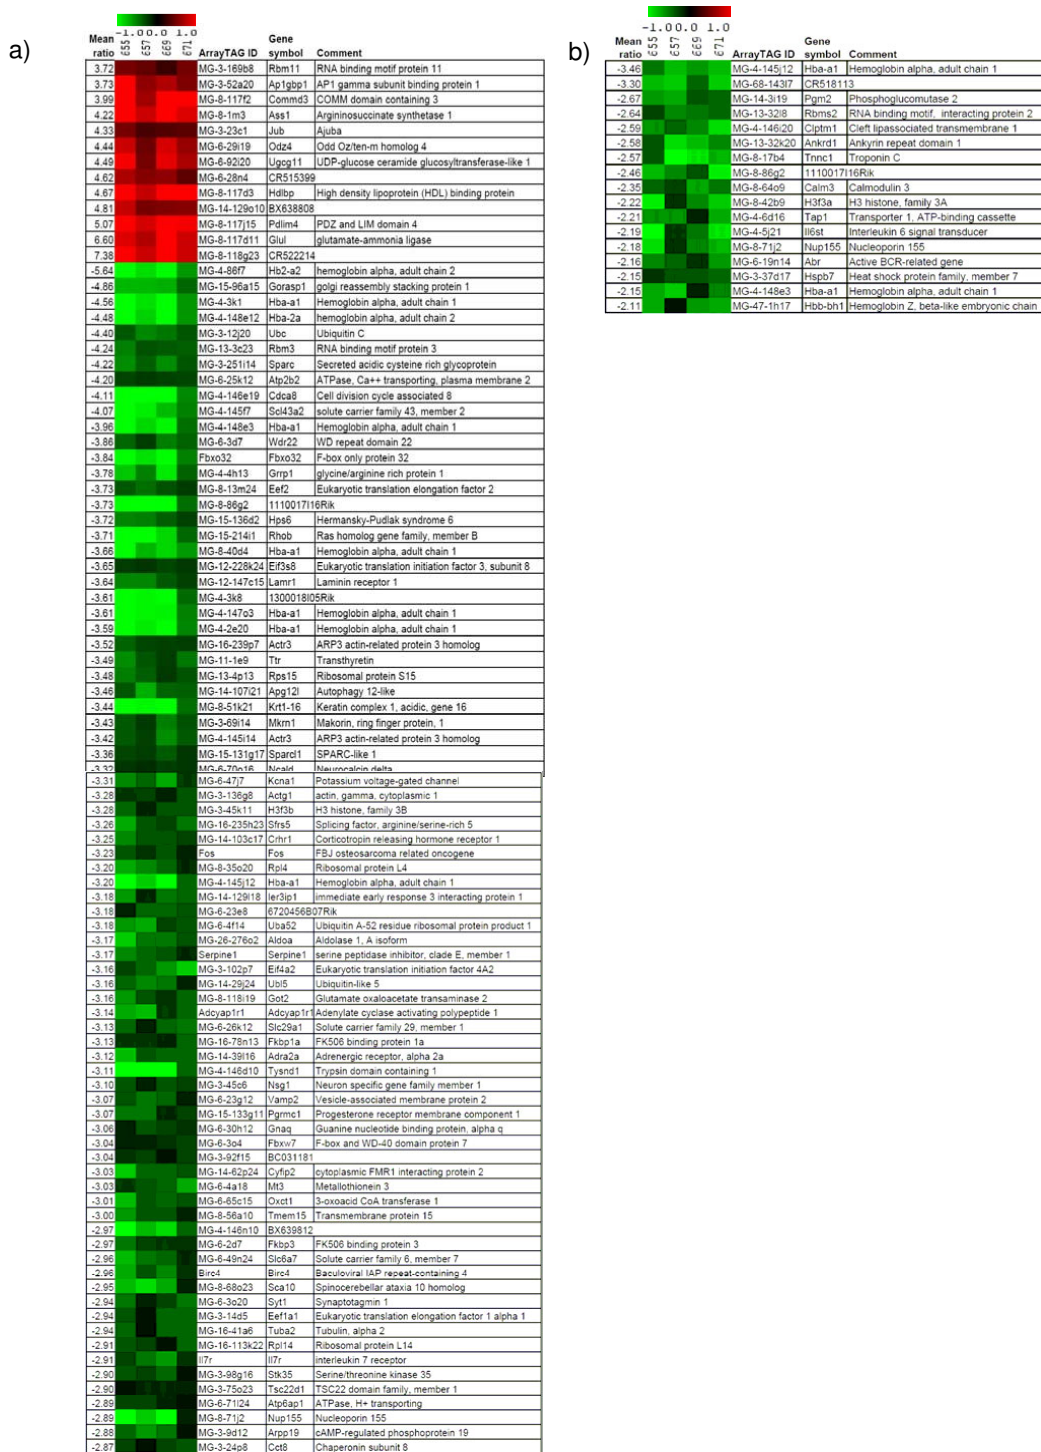 a)
-1.0 0.0 1.0
Mean ratio 655 657 669 671 ArrayTAG ID Gene symbol Comment
3.72 MG-3-169b8 Rbm11 RNA binding motif protein 11
3.73 MG-3-52a20 Ap1gbp1 AP1 gamma subunit binding protein 1
3.99 MG-8-117f2 Commd3 COMM domain containing 3
4.22 MG-8-1m3 Ass1 Argininosuccinate synthetase 1
4.33 MG-3-23c1 Jub Ajuba
4.44 MG-6-29i19 Odz4 Odd Oz/ten-m homolog 4
4.49 MG-6-92l20 Ugcg11 UDP-glucose ceramide glucosyltransferase-like 1
4.62 MG-6-28n4 CR515399
4.67 MG-8-117d3 Hdlbp High density lipoprotein (HDL) binding protein
4.81 MG-14-129o10 BX638808
5.07 MG-8-117j15 Pdlim4 PDZ and LIM domain 4
6.60 MG-8-117d11 Glul glutamate-ammonia ligase
7.38 MG-8-118g23 CR522214
-5.64 MG-4-86f7 Hb2-a2 hemoglobin alpha, adult chain 2
-4.86 MG-15-96a15 Gorasp1 golgi reassembly stacking protein 1
-4.56 MG-4-3k1 Hba-a1 Hemoglobin alpha, adult chain 1
-4.48 MG-4-148e12 Hba-2a hemoglobin alpha, adult chain 2
-4.40 MG-3-12j20 Ubc Ubiquitin C
-4.24 MG-13-3c23 Rbm3 RNA binding motif protein 3
-4.22 MG-3-251i14 Sparc Secreted acidic cysteine rich glycoprotein
-4.20 MG-6-25k12 Atp2b2 ATPase, Ca++ transporting, plasma membrane 2
-4.11 MG-4-146e19 Cdca8 Cell division cycle associated 8
-4.07 MG-4-145f7 Scl43a2 solute carrier family 43, member 2
-3.96 MG-4-148e3 Hba-a1 Hemoglobin alpha, adult chain 1
-3.86 MG-6-3d7 Wdr22 WD repeat domain 22
-3.84 Fbxo32 Fbxo32 F-box only protein 32
-3.78 MG-4-4h13 Grrp1 glycine/arginine rich protein 1
-3.73 MG-8-13m24 Eef2 Eukaryotic translation elongation factor 2
-3.73 MG-8-86g2 1110017I16Rik
-3.72 MG-15-136d2 Hps6 Hermansky-Pudlak syndrome 6
-3.71 MG-15-214i1 Rhob Ras homolog gene family, member B
-3.66 MG-8-40d4 Hba-a1 Hemoglobin alpha, adult chain 1
-3.65 MG-12-228k24 Eif3s8 Eukaryotic translation initiation factor 3, subunit 8
-3.64 MG-12-147c15 Lamr1 Laminin receptor 1
-3.61 MG-4-3k8 1300018I05Rik
-3.61 MG-4-147o3 Hba-a1 Hemoglobin alpha, adult chain 1
-3.59 MG-4-2e20 Hba-a1 Hemoglobin alpha, adult chain 1
-3.52 MG-16-239p7 Actr3 ARP3 actin-related protein 3 homolog
-3.49 MG-11-1e9 Ttr Transthyretin
-3.48 MG-13-4p13 Rps15 Ribosomal protein S15
-3.46 MG-14-107i21 Apg12l Autophagy 12-like
-3.44 MG-8-51k21 Krt1-16 Keratin complex 1, acidic, gene 16
-3.43 MG-3-69i14 Mkrn1 Makorin, ring finger protein, 1
-3.42 MG-4-145i14 Actr3 ARP3 actin-related protein 3 homolog
-3.36 MG-15-131g17 Sparcl1 SPARC-like 1
-3.32 MG-6-70n16 Ncald Neurocalcin delta
-3.31 MG-6-47j7 Kcna1 Potassium voltage-gated channel
-3.28 MG-3-136g8 Actg1 actin, gamma, cytoplasmic 1
-3.28 MG-3-45k11 H3f3b H3 histone, family 3B
-3.26 MG-16-235h23 Sfrs5 Splicing factor, arginine/serine-rich 5
-3.25 MG-14-103c17 Crhr1 Corticotropin releasing hormone receptor 1
-3.23 Fos Fos FBJ osteosarcoma related oncogene
-3.20 MG-8-35o20 Rpl4 Ribosomal protein L4
-3.20 MG-4-145j12 Hba-a1 Hemoglobin alpha, adult chain 1
-3.18 MG-14-129l18 Ier3ip1 immediate early response 3 interacting protein 1
-3.18 MG-6-23e8 6720456B07Rik
-3.18 MG-6-4f14 Uba52 Ubiquitin A-52 residue ribosomal protein product 1
-3.17 MG-26-276o2 Aldoa Aldolase 1, A isoform
-3.17 Serpine1 Serpine1 serine peptidase inhibitor, clade E, member 1
-3.16 MG-3-102p7 Eif4a2 Eukaryotic translation initiation factor 4A2
-3.16 MG-14-29j24 Ubl5 Ubiquitin-like 5
-3.16 MG-8-118i19 Got2 Glutamate oxaloacetate transaminase 2
-3.14 Adcyap1r1 Adcyap1r1 Adenylate cyclase activating polypeptide 1
-3.13 MG-6-26k12 Slc29a1 Solute carrier family 29, member 1
-3.13 MG-16-78n13 Fkbp1a FK506 binding protein 1a
-3.12 MG-14-39l16 Adra2a Adrenergic receptor, alpha 2a
-3.11 MG-4-146d10 Tysnd1 Trypsin domain containing 1
-3.10 MG-3-45c6 Nsg1 Neuron specific gene family member 1
-3.07 MG-6-23g12 Vamp2 Vesicle-associated membrane protein 2
-3.07 MG-15-133g11 Pgrmc1 Progesterone receptor membrane component 1
-3.06 MG-6-30h12 Gnaq Guanine nucleotide binding protein, alpha q
-3.04 MG-6-3o4 Fbxw7 F-box and WD-40 domain protein 7
-3.04 MG-3-92f15 BC031181
-3.03 MG-14-62p24 Cyfip2 cytoplasmic FMR1 interacting protein 2
-3.03 MG-6-4a18 Mt3 Metallothionein 3
-3.01 MG-6-65c15 Oxct1 3-oxoacid CoA transferase 1
-3.00 MG-8-56a10 Tmem15 Transmembrane protein 15
-2.97 MG-4-146n10 BX639812
-2.97 MG-6-2d7 Fkbp3 FK506 binding protein 3
-2.96 MG-6-49n24 Slc6a7 Solute carrier family 6, member 7
-2.96 Birc4 Birc4 Baculoviral IAP repeat-containing 4
-2.95 MG-8-68o23 Sca10 Spinocerebellar ataxia 10 homolog
-2.94 MG-6-3o20 Syt1 Synaptotagmin 1
-2.94 MG-3-14d5 Eef1a1 Eukaryotic translation elongation factor 1 alpha 1
-2.94 MG-16-41a6 Tuba2 Tubulin, alpha 2
-2.91 MG-16-113k22 Rpl14 Ribosomal protein L14
-2.91 Il7r Il7r interleukin 7 receptor
-2.90 MG-3-98g16 Stk35 Serine/threonine kinase 35
-2.90 MG-3-75o23 Tsc22d1 TSC22 domain family, member 1
-2.89 MG-6-71l24 Atp6ap1 ATPase, H+ transporting
-2.89 MG-8-71j2 Nup155 Nucleoporin 155
-2.88 MG-3-9d12 Arpp19 cAMP-regulated phosphoprotein 19
-2.87 MG-3-24p8 Cct8 Chaperonin subunit 8
b)
-1.0 0.0 1.0
Mean ratio 655 657 669 671 ArrayTAG ID Gene symbol Comment
-3.46 MG-4-145j12 Hba-a1 Hemoglobin alpha, adult chain 1
-3.30 MG-68-143l7 CR518113
-2.67 MG-14-3i19 Pgm2 Phosphoglucomutase 2
-2.64 MG-13-32l8 Rbms2 RNA binding motif, interacting protein 2
-2.59 MG-4-146i20 Clptm1 Cleft lipassociated transmembrane 1
-2.58 MG-13-32k20 Ankrd1 Ankyrin repeat domain 1
-2.57 MG-8-17b4 Tnnc1 Troponin C
-2.46 MG-8-86g2 1110017I16Rik
-2.35 MG-8-64o9 Calm3 Calmodulin 3
-2.22 MG-8-42b9 H3f3a H3 histone, family 3A
-2.21 MG-4-6d16 Tap1 Transporter 1, ATP-binding cassette
-2.19 MG-4-5j21 Il6st Interleukin 6 signal transducer
-2.18 MG-8-71j2 Nup155 Nucleoporin 155
-2.16 MG-6-19n14 Abr Active BCR-related gene
-2.15 MG-3-37d17 Hspb7 Heat shock protein family, member 7
-2.15 MG-4-148e3 Hba-a1 Hemoglobin alpha, adult chain 1
-2.11 MG-47-1h17 Hbb-bh1 Hemoglobin Z, beta-like embryonic chain